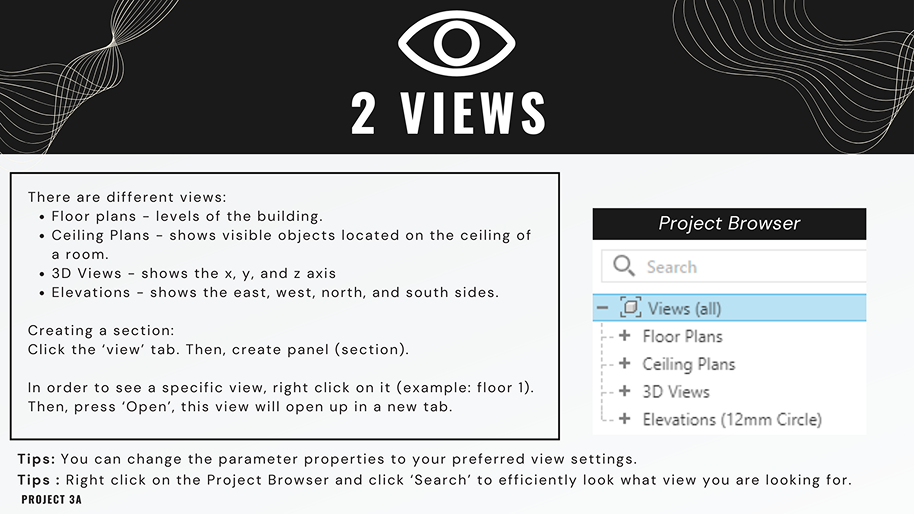 2 VIEWS
There are different views:
• Floor plans - levels of the building.
• Ceiling Plans - shows visible objects located on the ceiling of
a room.
• 3D Views - shows the x, y, and z axis
• Elevations - shows the east, west, north, and south sides.
Creating a section:
Click the ‘view’ tab. Then, create panel (section).
In order to see a specific view, right click on it (example: floor 1).
Then, press ‘Open’, this view will open up in a new tab.
Project Browser
Search
Views (all)
Floor Plans
Ceiling Plans
3D Views
Elevations (12mm Circle)
Tips: You can change the parameter properties to your preferred view settings.
Tips : Right click on the Project Browser and click ‘Search’ to efficiently look what view you are looking for.
PROJECT 3A